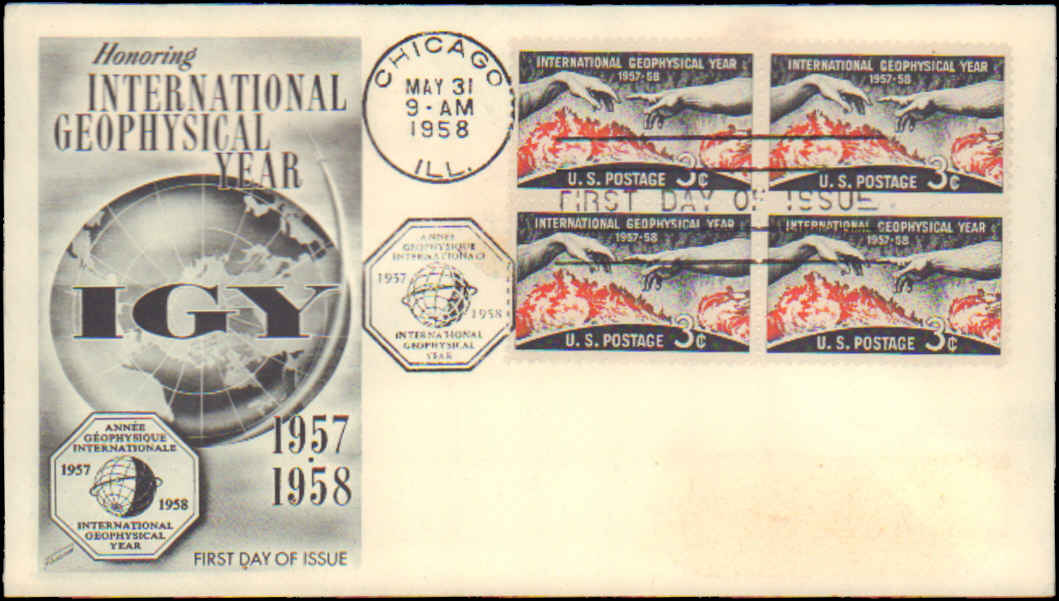 Honoring
INTERNATIONAL
GEOPHYSICAL
YEAR
IGY
1957
1958
ANNÉE
GÉOPHYSIQUE
INTERNATIONALE
1957
1958
INTERNATIONAL
GEOPHYSICAL
YEAR
FIRST DAY OF ISSUE
CHICAGO
MAY 31
9-AM
1958
ILL.
ANNÉE
GÉOPHYSIQUE
INTERNATIONALE
1957
1958
INTERNATIONAL
GEOPHYSICAL
YEAR
INTERNATIONAL GEOPHYSICAL YEAR
1957-58
U.S. POSTAGE 3¢
INTERNATIONAL GEOPHYSICAL YEAR
1957-58
U.S. POSTAGE 3¢
FIRST DAY OF ISSUE
INTERNATIONAL GEOPHYSICAL YEAR
1957-58
U.S. POSTAGE 3¢
INTERNATIONAL GEOPHYSICAL YEAR
1957-58
U.S. POSTAGE 3¢